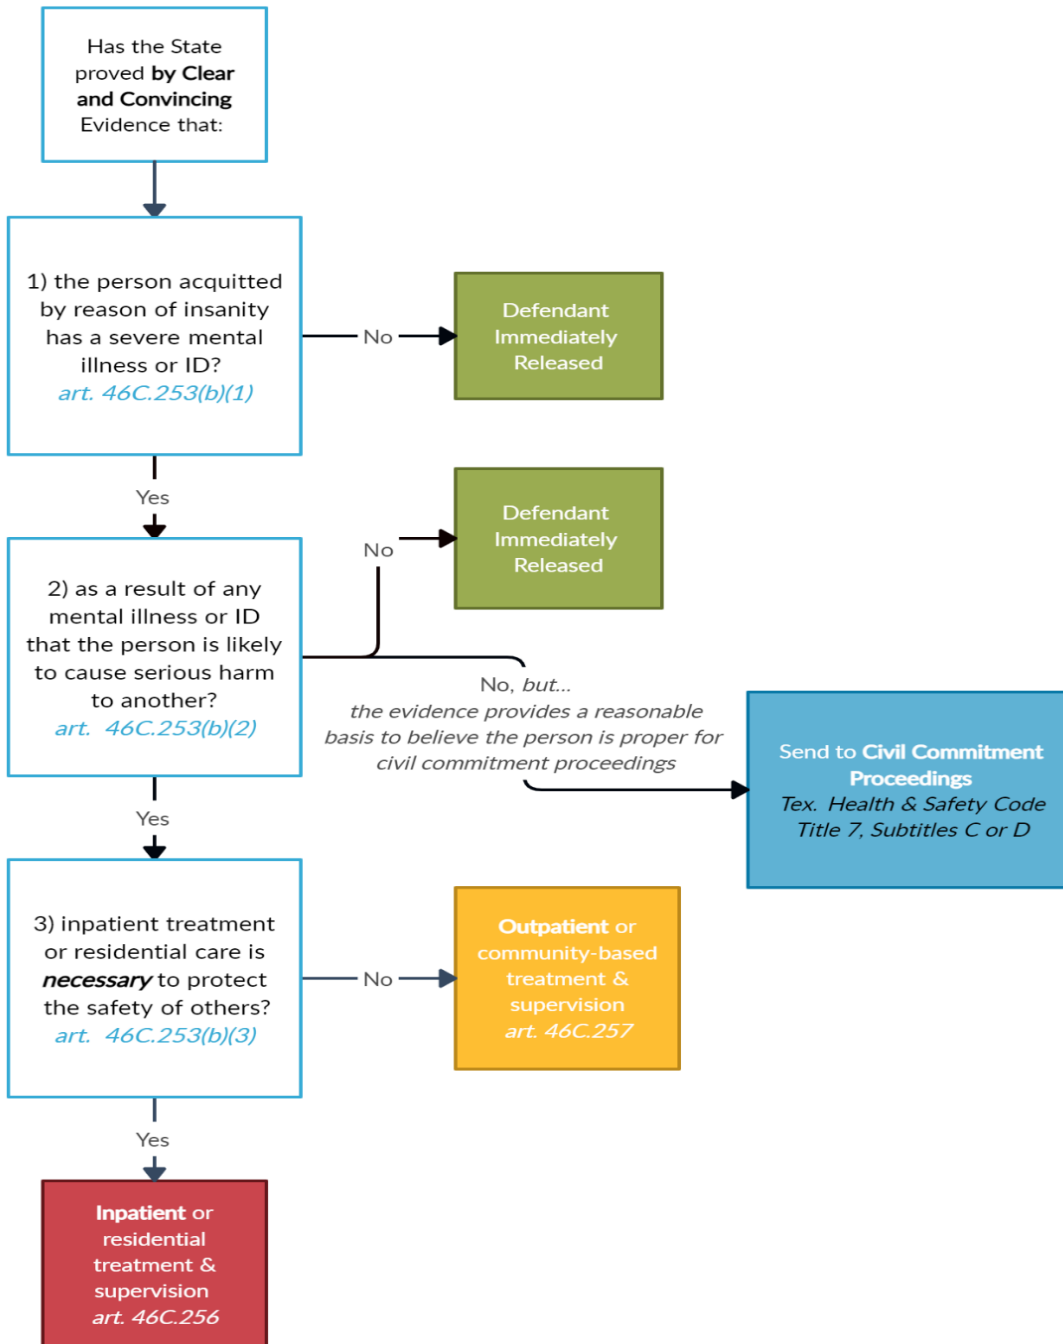 Has the State
proved by Clear
and Convincing
Evidence that:
1) the person acquitted
by reason of insanity
has a severe mental
illness or ID?
art. 46C.253(b)(1)
No
Defendant
Immediately
Released
Yes
2) as a result of any
mental illness or ID
that the person is likely
to cause serious harm
to another?
art. 46C.253(b)(2)
No
Defendant
Immediately
Released
No, but...
the evidence provides a reasonable
basis to believe the person is proper for
civil commitment proceedings
Send to Civil Commitment
Proceedings
Tex. Health & Safety Code
Title 7, Subtitles C or D
Yes
3) inpatient treatment
or residential care is
necessary to protect
the safety of others?
art. 46C.253(b)(3)
No
Outpatient or
community-based
treatment &
supervision
art. 46C.257
Yes
Inpatient or
residential
treatment &
supervision
art. 46C.256